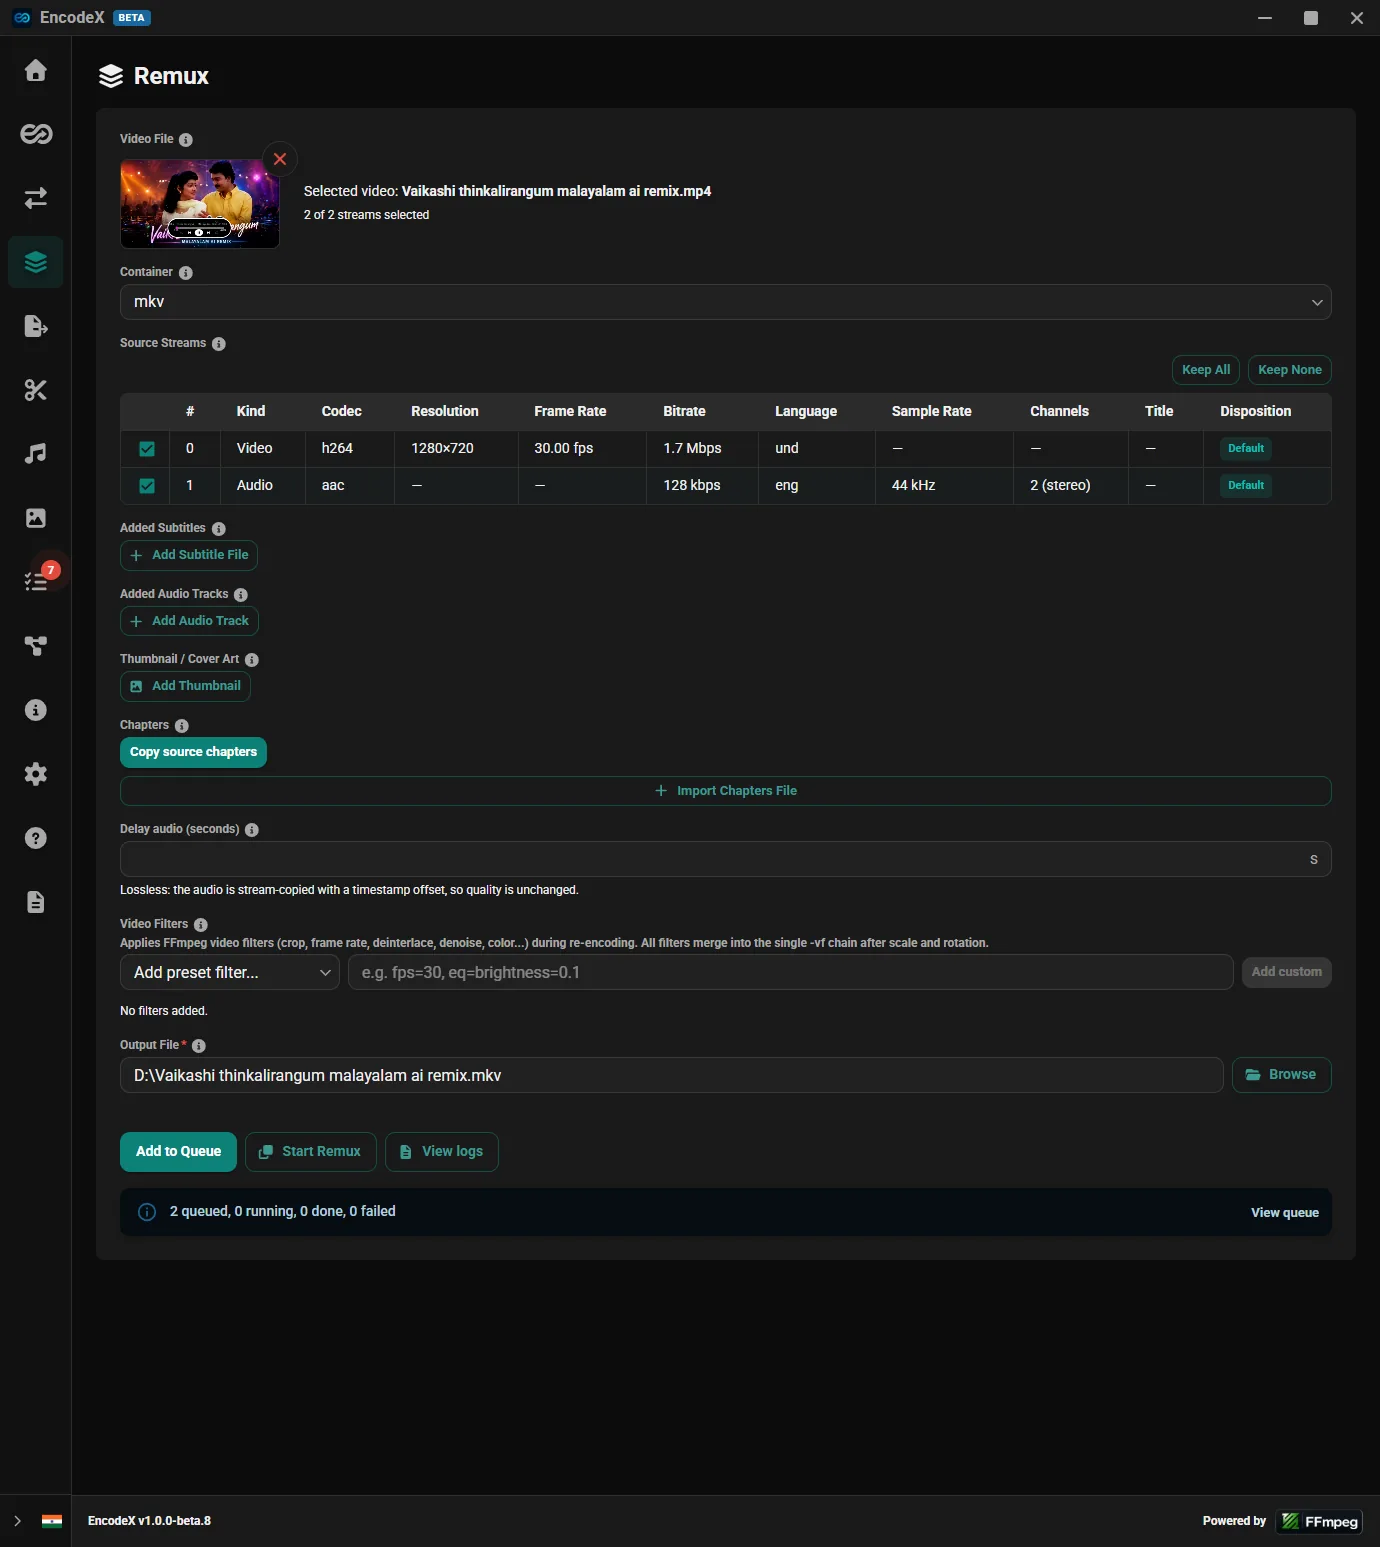 EncodeX BETA
Remux
Video File
Selected video: Vaikashi thinkalirangum malayalam ai remix.mp4
2 of 2 streams selected
MALAYALAM AI REMIX
Container
mkv
Source Streams
Keep All Keep None
# Kind Codec Resolution Frame Rate Bitrate Language Sample Rate Channels Title Disposition
0 Video h264 1280×720 30.00 fps 1.7 Mbps und — — — Default
1 Audio aac — — 128 kbps eng 44 kHz 2 (stereo) — Default
Added Subtitles
+ Add Subtitle File
Added Audio Tracks
+ Add Audio Track
7
Thumbnail / Cover Art
Add Thumbnail
Chapters
Copy source chapters
+ Import Chapters File
Delay audio (seconds)
s
Lossless: the audio is stream-copied with a timestamp offset, so quality is unchanged.
Video Filters
Applies FFmpeg video filters (crop, frame rate, deinterlace, denoise, color...) during re-encoding. All filters merge into the single -vf chain after scale and rotation.
Add preset filter... e.g. fps=30, eq=brightness=0.1 Add custom
No filters added.
Output File*
D:\Vaikashi thinkalirangum malayalam ai remix.mkv Browse
Add to Queue Start Remux View logs
2 queued, 0 running, 0 done, 0 failed View queue
EncodeX v1.0.0-beta.8 Powered by FFmpeg